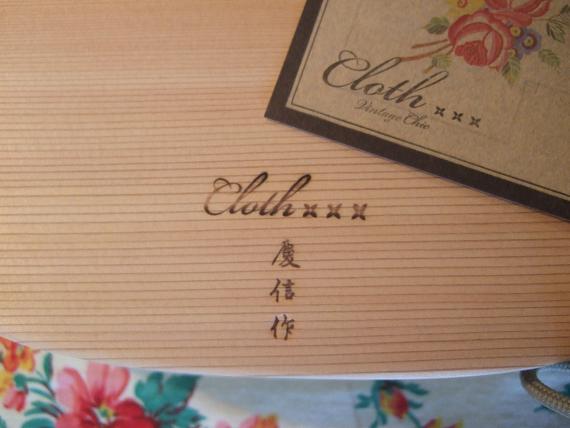 Cloth×××
Vintage Chic
Cloth×××
慶
信
作